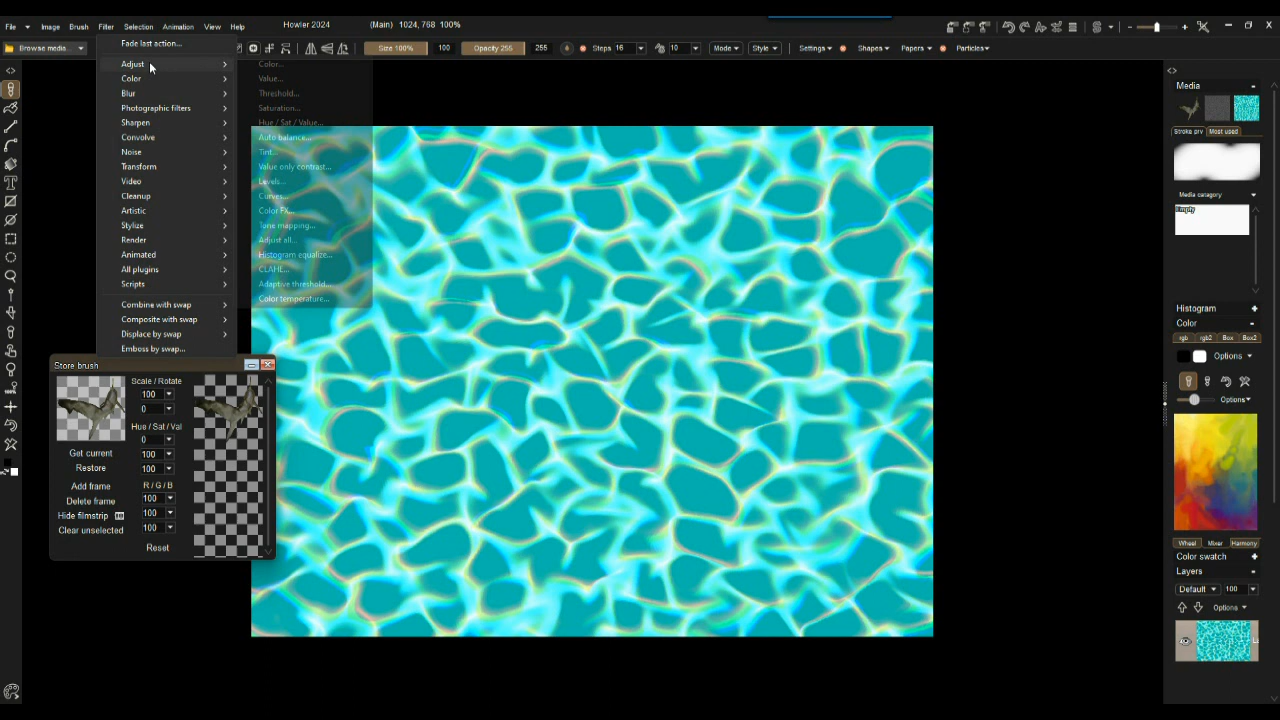 File Image Brush Filter Selection Animation View Help Howler 2024 (Main) 1024, 768 100%
Browse media...
Size 100% 100 Opacity 255 255 Steps 16 10 Mode Style Settings Shapes Papers Particles
Fade last action...
Adjust
Color
Blur
Photographic filters
Sharpen
Convolve
Noise
Transform
Video
Cleanup
Artistic
Stylize
Render
Animated
All plugins
Scripts
Combine with swap
Composite with swap
Displace by swap
Emboss by swap...
Color...
Value...
Threshold...
Saturation...
Hue / Sat / Value...
Auto balance...
Tint...
Value only contrast...
Levels...
Curves...
Color FX...
Tone mapping...
Adjust all...
Histogram equalize...
CLAHE...
Adaptive threshold...
Color temperature...
Store brush
Scale / Rotate
100
0
Hue / Sat / Val
0
100
100
Get current
Restore
Add frame
Delete frame
Hide filmstrip
Clear unselected
R / G / B
100
100
100
Reset
Media
Stroke prv Most used
Media catagory
Empty
Histogram
Color
rgb rgb2 Box Box2
Options
Options
Wheel Mixer Harmony
Color swatch
Layers
Default 100
Options